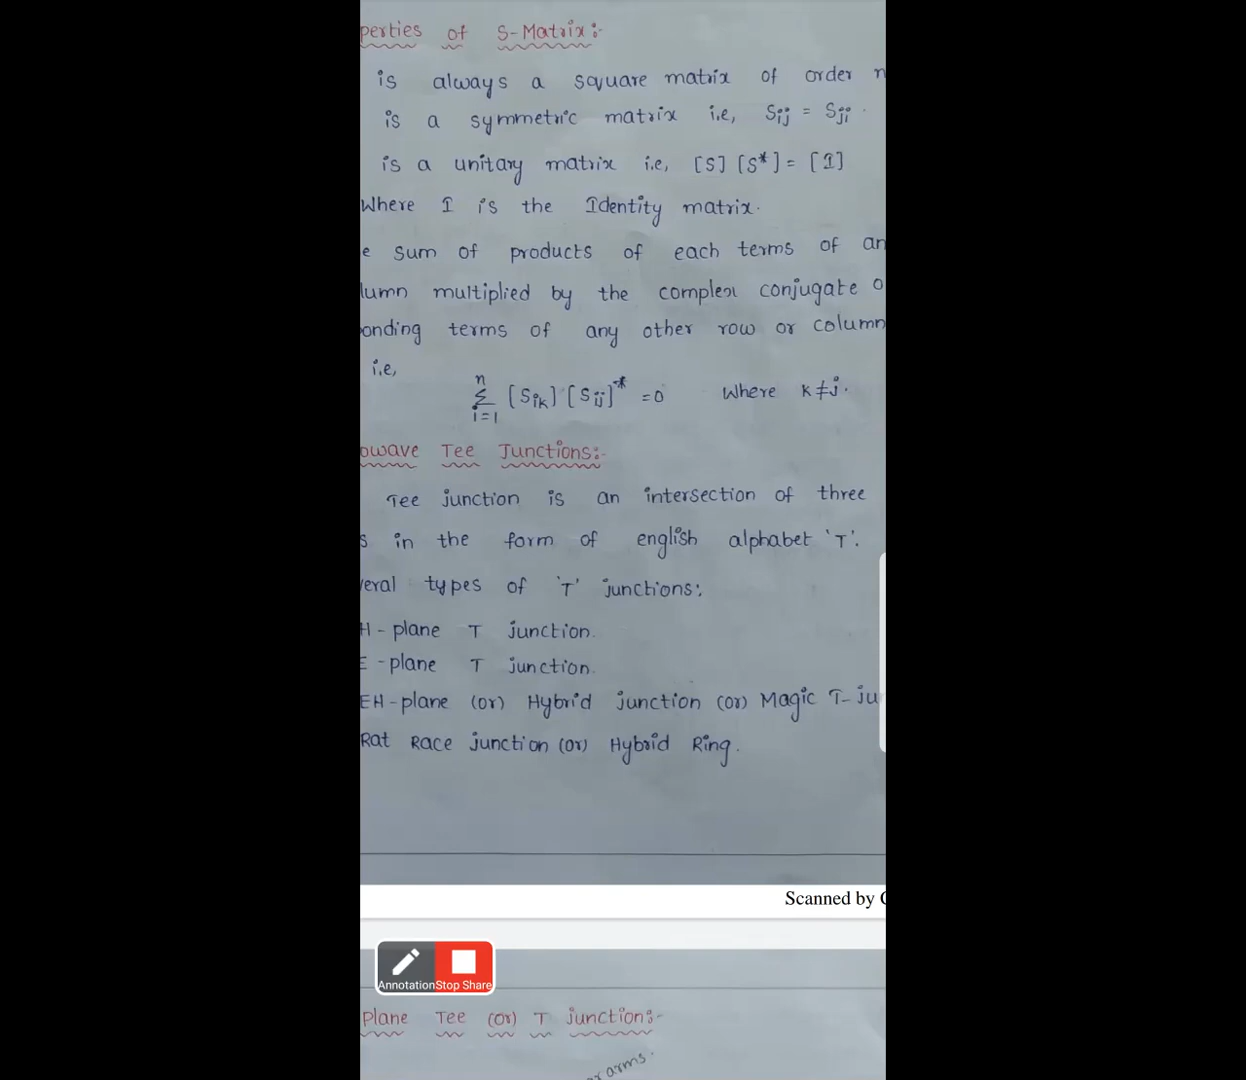 perties of S-Matrix:-
is always a square matrix of order n
is a symmetric matrix i.e, Sij = Sji.
is a unitary matrix i.e, [S] [S*] = [I]
Where I is the Identity matrix.
e sum of products of each terms of an
lumn multiplied by the complex conjugate o
onding terms of any other row or column
i.e,
n
Σ [Sik] [Sij]* = 0 Where k≠j.
i=1
owave Tee Junctions:-
Tee junction is an intersection of three
s in the form of english alphabet 'T'.
eral types of 'T' junctions:
H - plane T junction.
E - plane T junction.
EH - plane (or) Hybrid junction (or) Magic T- ju
Rat Race junction (or) Hybrid Ring.
Scanned by C
Annotation Stop Share
plane Tee (or) T junction:-
r arms.